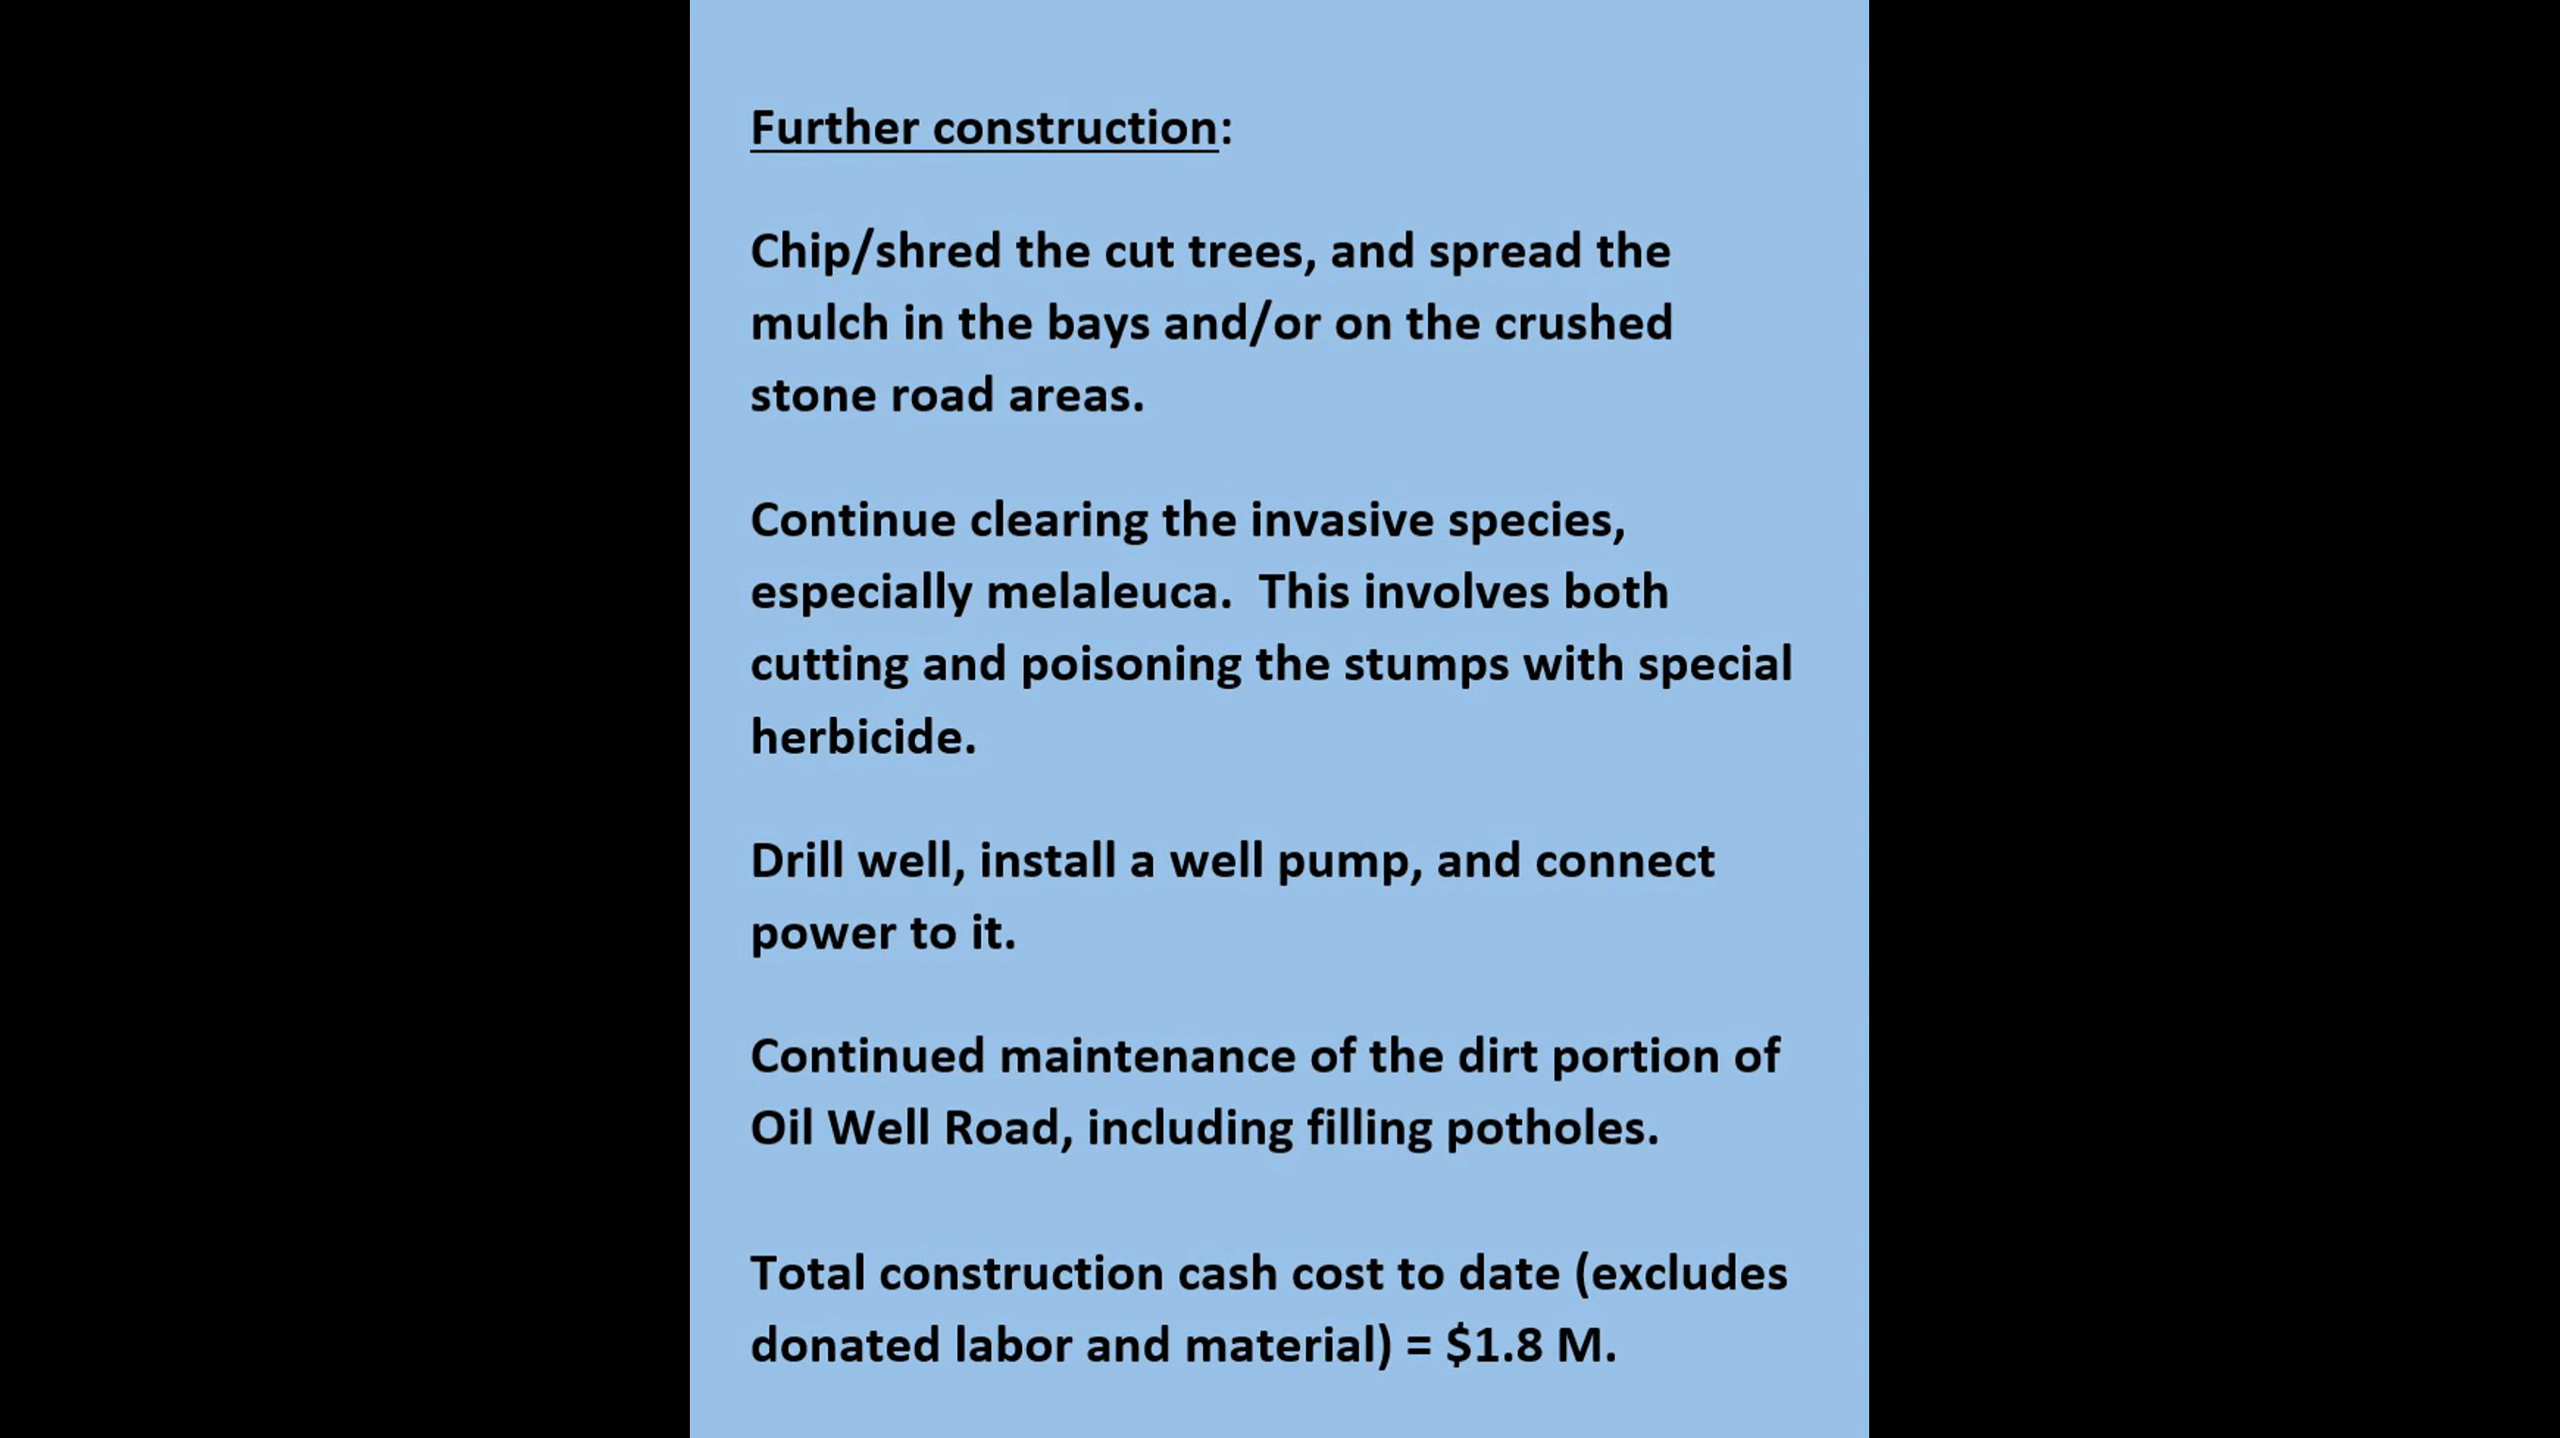 Further construction:
Chip/shred the cut trees, and spread the
mulch in the bays and/or on the crushed
stone road areas.
Continue clearing the invasive species,
especially melaleuca.  This involves both
cutting and poisoning the stumps with special
herbicide.
Drill well, install a well pump, and connect
power to it.
Continued maintenance of the dirt portion of
Oil Well Road, including filling potholes.
Total construction cash cost to date (excludes
donated labor and material) = $1.8 M.